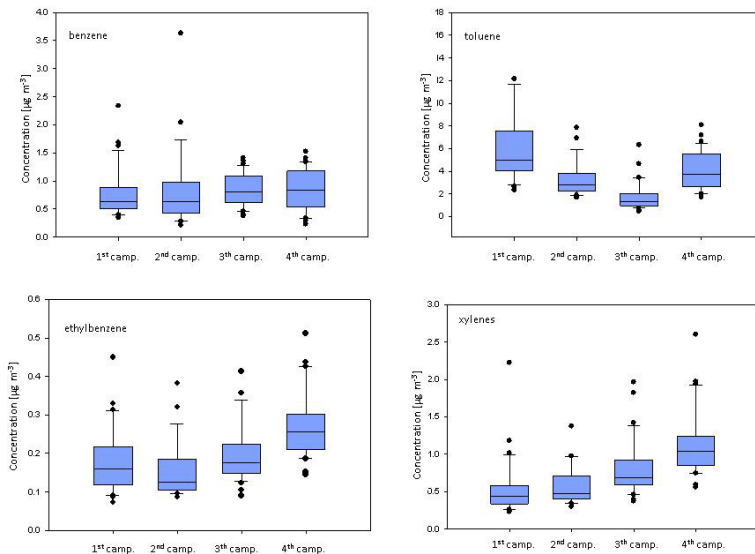 benzene
Concentration [µg m⁻³]
4.0
3.5
3.0
2.5
2.0
1.5
1.0
0.5
0.0
1st camp. 2nd camp. 3th camp. 4th camp.
toluene
Concentration [µg m⁻³]
18
16
14
12
10
8
6
4
2
0
1st camp. 2nd camp. 3th camp. 4th camp.
ethylbenzene
Concentration [µg m⁻³]
0.6
0.5
0.4
0.3
0.2
0.1
0.0
1st camp. 2nd camp. 3th camp. 4th camp.
xylenes
Concentration [µg m⁻³]
3.0
2.5
2.0
1.5
1.0
0.5
0.0
1st camp. 2nd camp. 3th camp. 4th camp.